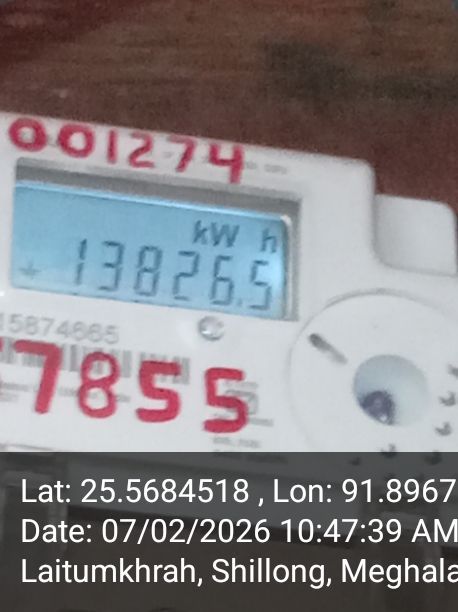 001274
kW h
+ 13826.5
15874665
7855
Lat: 25.5684518 , Lon: 91.8967
Date: 07/02/2026 10:47:39 AM
Laitumkhrah, Shillong, Meghala